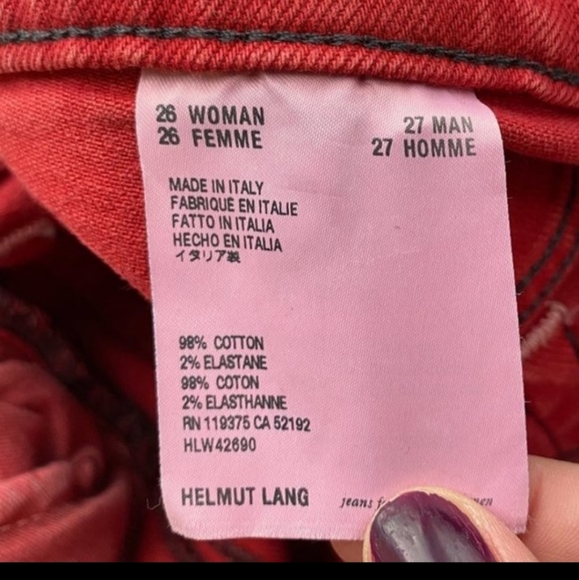 26 WOMAN
26 FEMME
27 MAN
27 HOMME
MADE IN ITALY
FABRIQUÉ EN ITALIE
FATTO IN ITALIA
HECHO EN ITALIA
イタリア製
98% COTTON
2% ELASTANE
98% COTON
2% ELASTHANNE
RN 119375 CA 52192
HLW42690
HELMUT LANG jeans